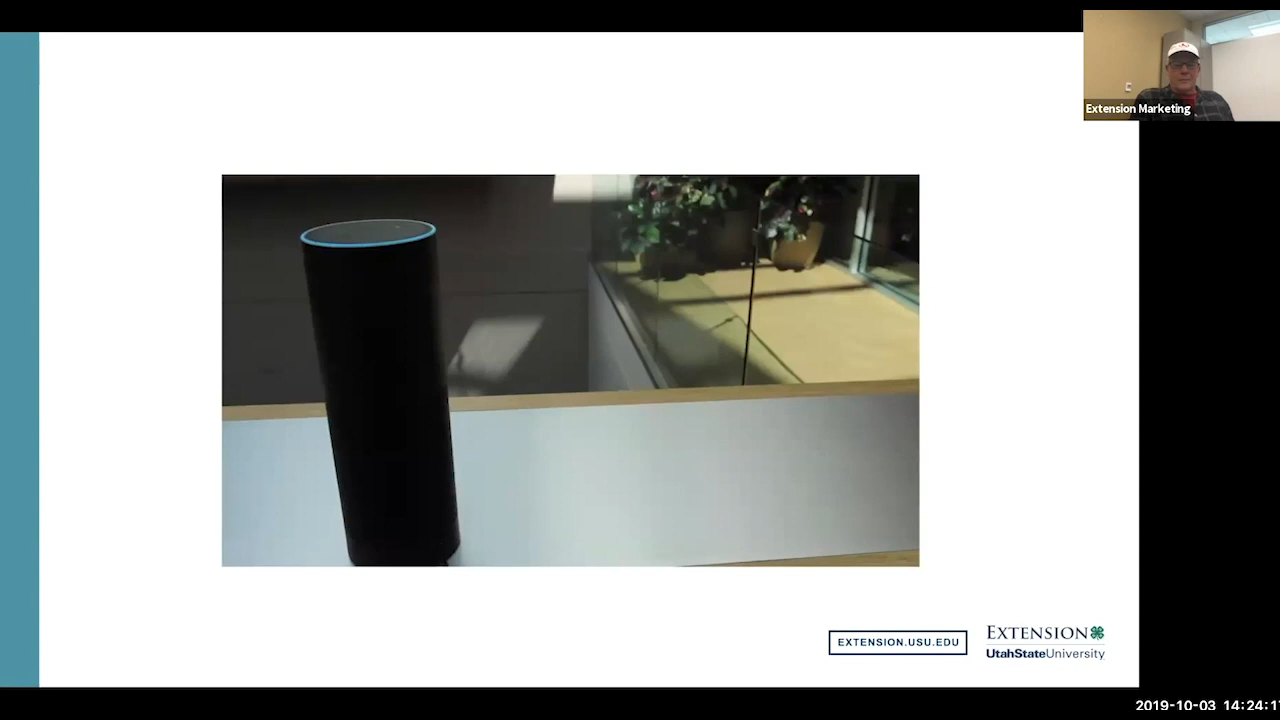 Extension Marketing
EXTENSION.USU.EDU
EXTENSION
UtahStateUniversity
2019-10-03 14:24:1